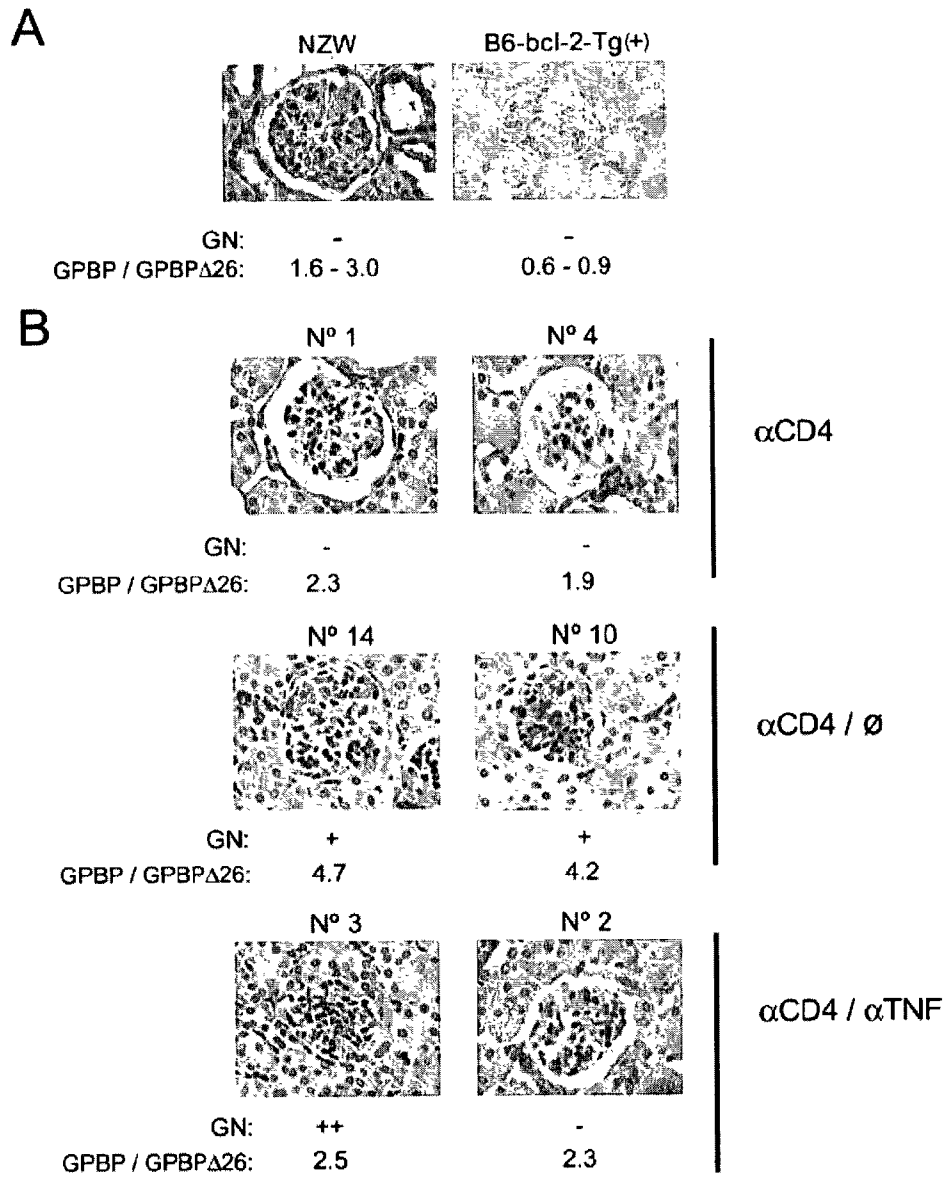 A
NZW B6-bcl-2-Tg(+)
GN: - -
GPBP / GPBPΔ26: 1.6 - 3.0 0.6 - 0.9
B
Nº 1 Nº 4
αCD4
GN: - -
GPBP / GPBPΔ26: 2.3 1.9
Nº 14 Nº 10
αCD4 / Ø
GN: + +
GPBP / GPBPΔ26: 4.7 4.2
Nº 3 Nº 2
αCD4 / αTNF
GN: ++ -
GPBP / GPBPΔ26: 2.5 2.3